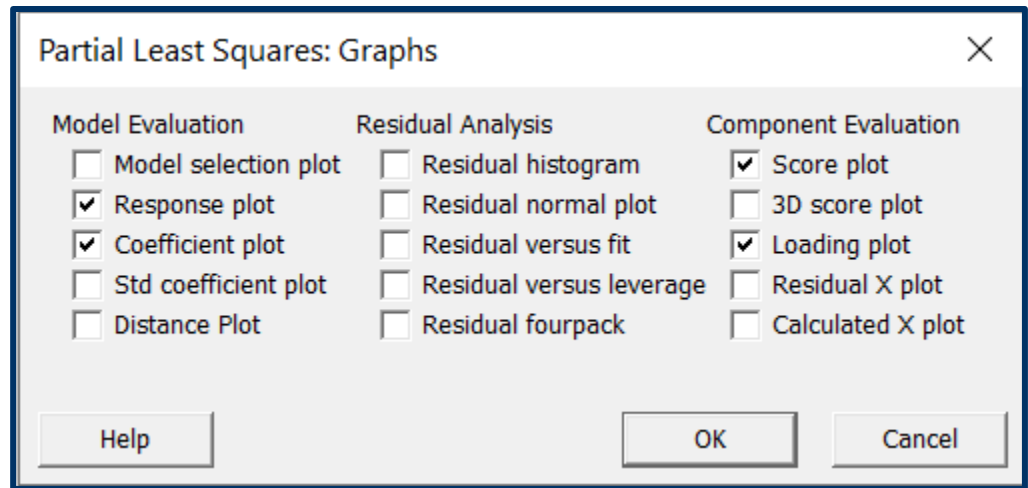 Partial Least Squares: Graphs
Model Evaluation Residual Analysis Component Evaluation
Model selection plot Residual histogram Score plot
Response plot Residual normal plot 3D score plot
Coefficient plot Residual versus fit Loading plot
Std coefficient plot Residual versus leverage Residual X plot
Distance Plot Residual fourpack Calculated X plot
Help OK Cancel